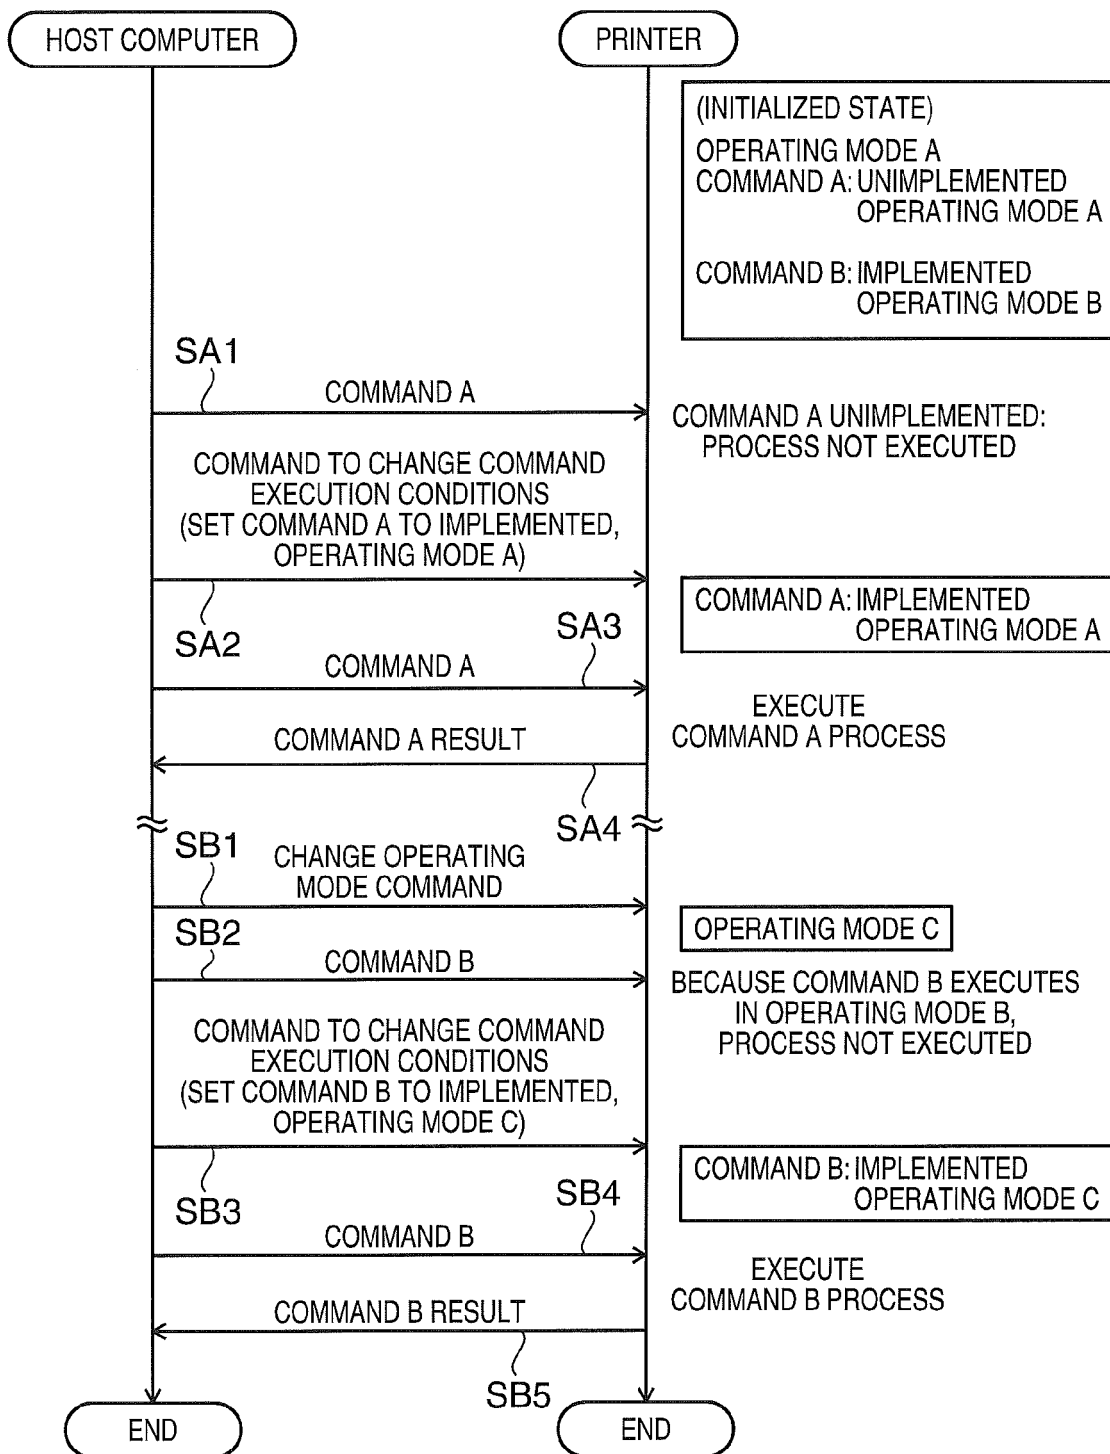 HOST COMPUTER
PRINTER
(INITIALIZED STATE)
OPERATING MODE A
COMMAND A: UNIMPLEMENTED
OPERATING MODE A
COMMAND B: IMPLEMENTED
OPERATING MODE B
SA1
COMMAND A
COMMAND A UNIMPLEMENTED:
PROCESS NOT EXECUTED
COMMAND TO CHANGE COMMAND
EXECUTION CONDITIONS
(SET COMMAND A TO IMPLEMENTED,
OPERATING MODE A)
SA2
COMMAND A: IMPLEMENTED
OPERATING MODE A
SA3
COMMAND A
EXECUTE
COMMAND A PROCESS
COMMAND A RESULT
SA4
SB1
CHANGE OPERATING
MODE COMMAND
OPERATING MODE C
SB2
COMMAND B
BECAUSE COMMAND B EXECUTES
IN OPERATING MODE B,
PROCESS NOT EXECUTED
COMMAND TO CHANGE COMMAND
EXECUTION CONDITIONS
(SET COMMAND B TO IMPLEMENTED,
OPERATING MODE C)
SB3
COMMAND B: IMPLEMENTED
OPERATING MODE C
SB4
COMMAND B
EXECUTE
COMMAND B PROCESS
COMMAND B RESULT
SB5
END
END